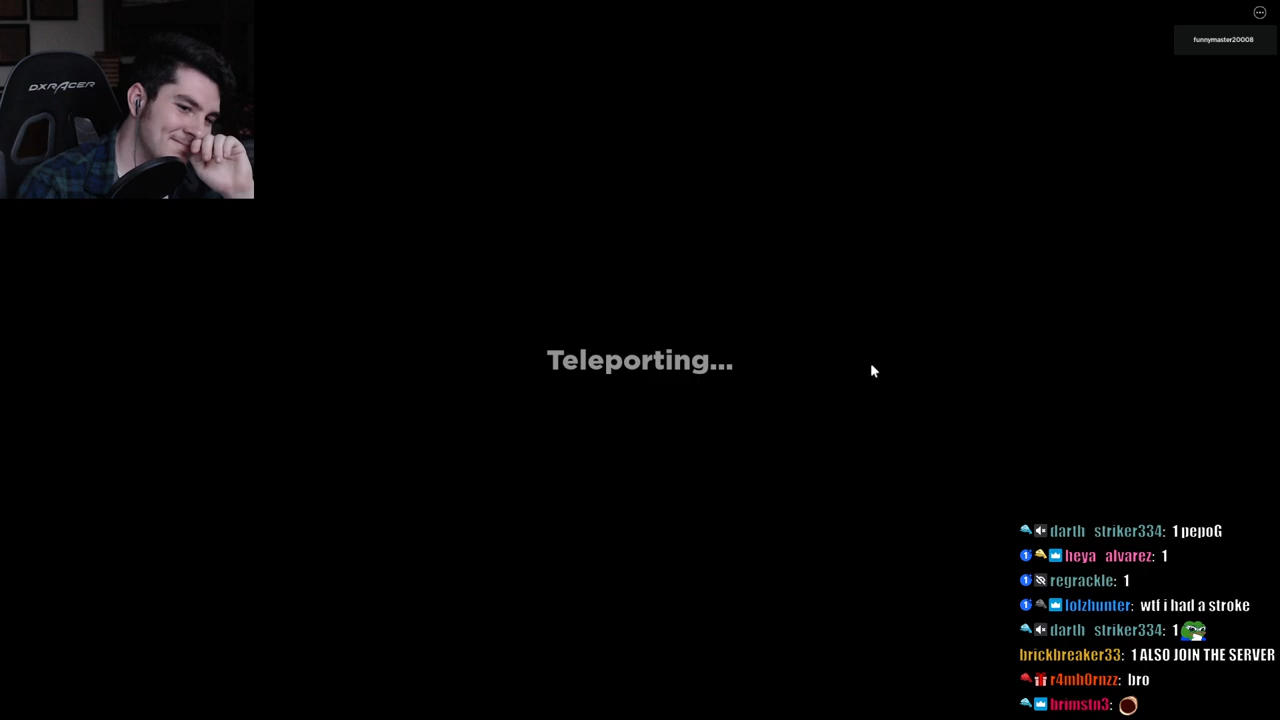 DXRACER
funnymaster20008
Teleporting...
darth_striker334: 1 pepoG
heya_alvarez: 1
regrackle: 1
lolzhunter: wtf i had a stroke
darth_striker334: 1
brickbreaker33: 1 ALSO JOIN THE SERVER
r4mb0rnzz: bro
brimstn3: